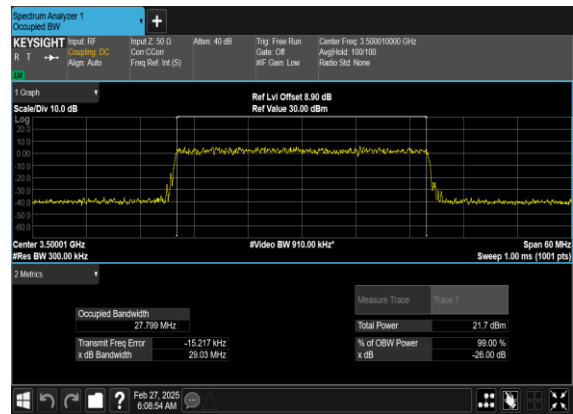 Spectrum Analyzer 1
Occupied BW
KEYSIGHT Input: RF Input Z: 50 Ω Atten: 40 dB Trig: Free Run Center Freq: 3.500010000 GHz
R T Coupling: DC Corr CCorr Gate: Off Avg|Hold: 100/100
Align: Auto Freq Ref: Int (S) #IF Gain: Low Radio Std: None
LW
1 Graph
Ref Lvl Offset 8.90 dB
Scale/Div 10.0 dB Ref Value 30.00 dBm
Log
20.0
10.0
0.00
-10.0
-20.0
-30.0
-40.0
-50.0
-60.0
Center 3.50001 GHz #Video BW 910.00 kHz* Span 60 MHz
#Res BW 300.00 kHz Sweep 1.00 ms (1001 pts)
2 Metrics
Measure Trace Trace 1
Occupied Bandwidth
27.799 MHz Total Power 21.7 dBm
Transmit Freq Error -15.217 kHz % of OBW Power 99.00 %
x dB Bandwidth 29.03 MHz x dB -26.00 dB
Feb 27, 2025
6:08:54 AM